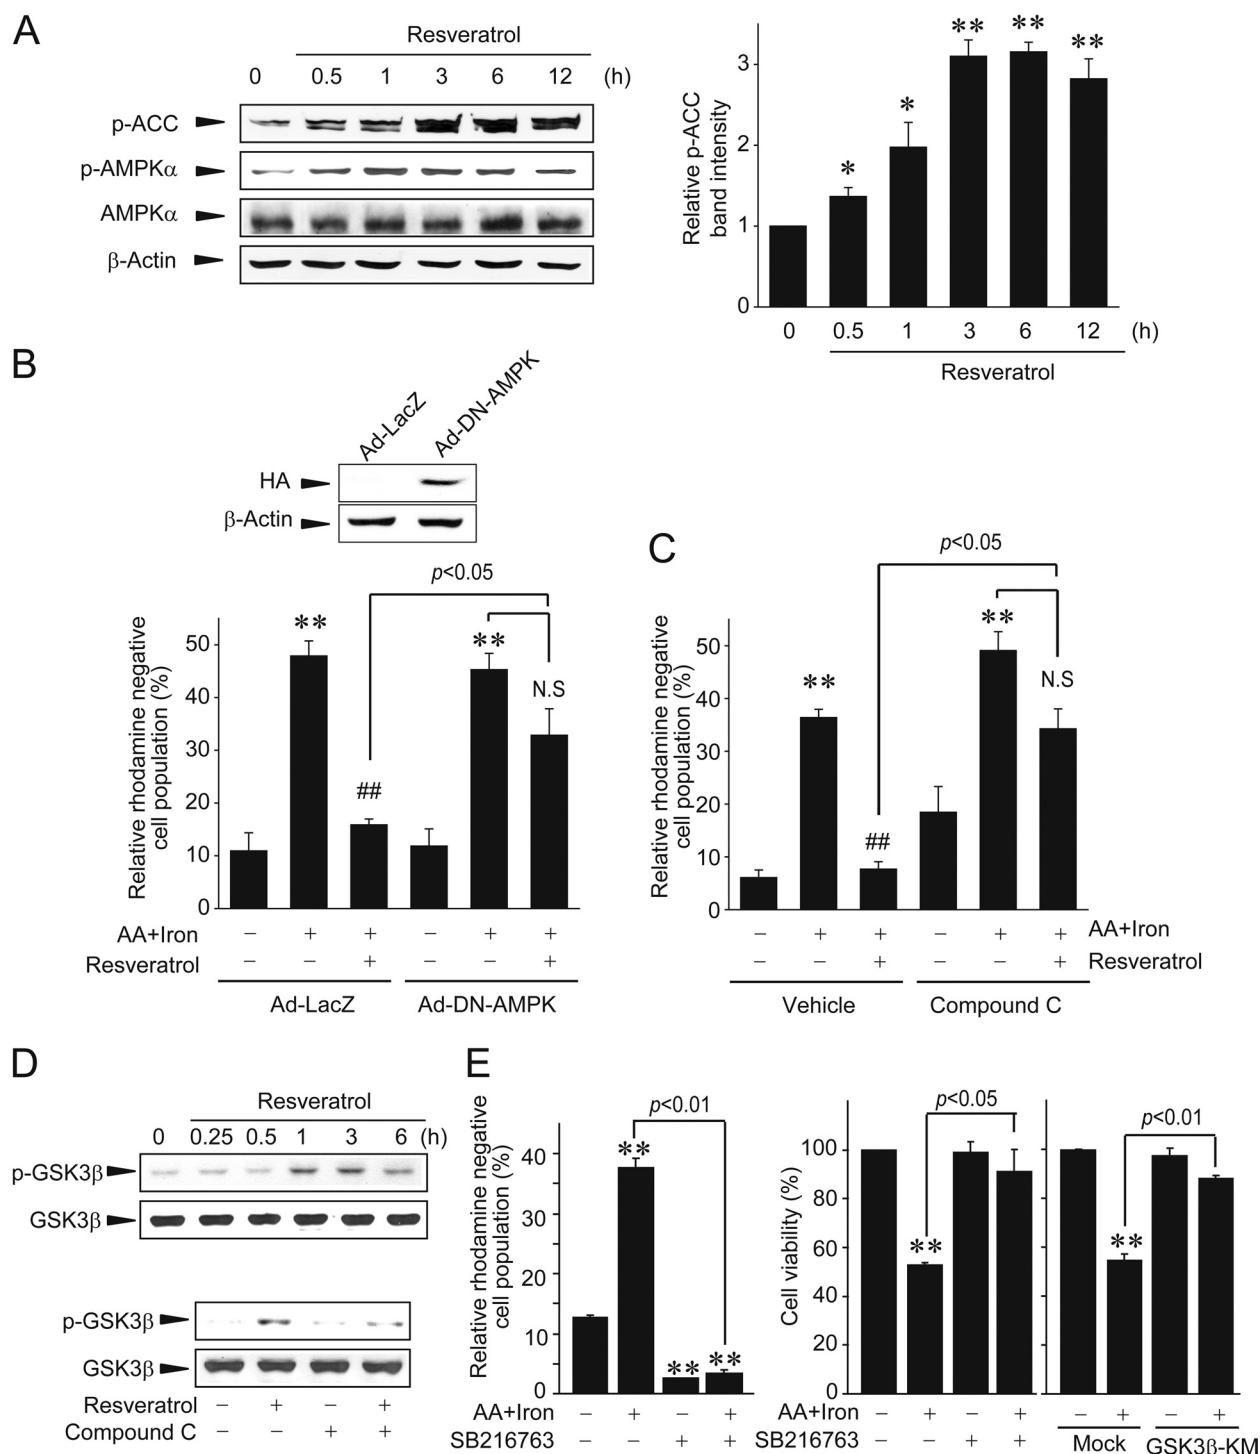 A
Resveratrol
0 0.5 1 3 6 12 (h)
p-ACC
p-AMPKα
AMPKα
β-Actin
Relative p-ACC
band intensity
3
2
1
0
* * ** ** **
0 0.5 1 3 6 12 (h)
Resveratrol
B
Ad-LacZ
Ad-DN-AMPK
HA
β-Actin
p<0.05
Relative rhodamine negative
cell population (%)
50
40
30
20
10
0
**
##
**
N.S
AA+Iron − + + − + +
Resveratrol − − + − − +
Ad-LacZ Ad-DN-AMPK
C
p<0.05
Relative rhodamine negative
cell population (%)
50
40
30
20
10
0
**
##
**
N.S
− + + − + + AA+Iron
− − + − − + Resveratrol
Vehicle Compound C
D
Resveratrol
0 0.25 0.5 1 3 6 (h)
p-GSK3β
GSK3β
p-GSK3β
GSK3β
Resveratrol − + − +
Compound C − − + +
E
p<0.01
Relative rhodamine negative
cell population (%)
40
30
20
10
0
**
**
**
AA+Iron − + − +
SB216763 − − + +
p<0.05
Cell viability (%)
100
80
60
40
20
0
**
AA+Iron − + − +
SB216763 − − + +
p<0.01
**
− + − +
Mock GSK3β-KM